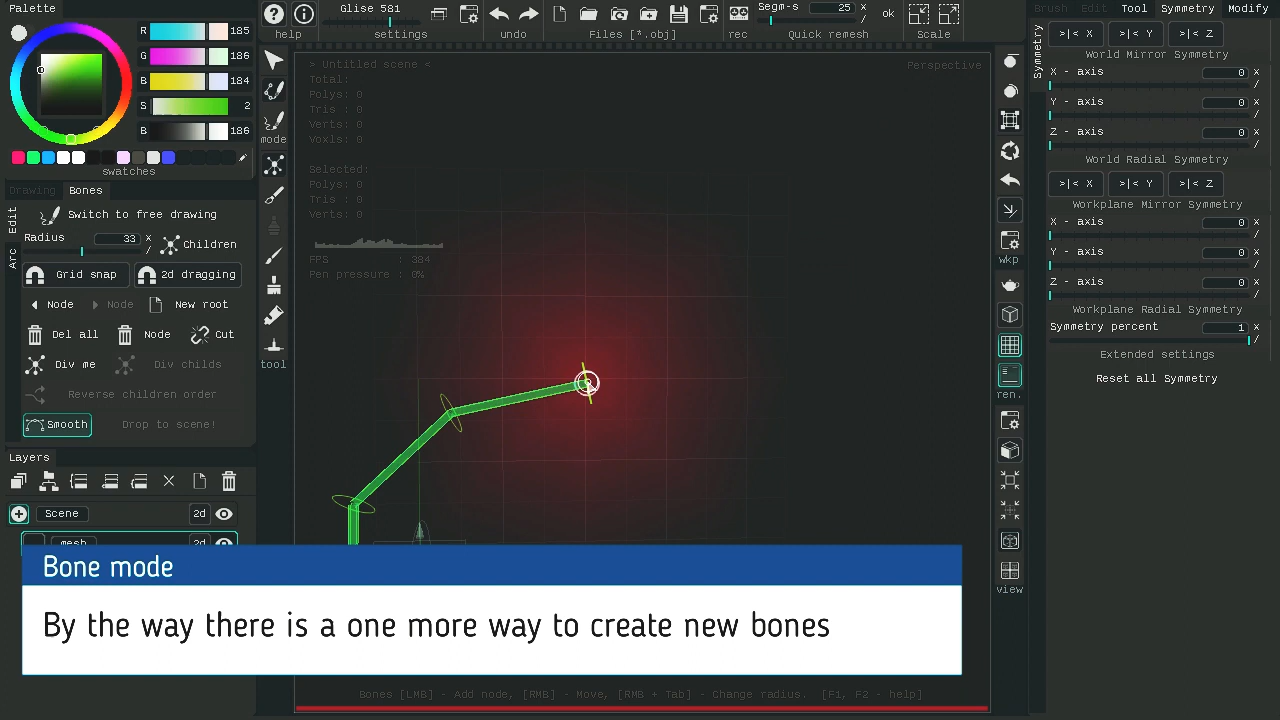 Palette
R 185
G 186
B 184
S 2
B 186
swatches
Drawing Bones
Switch to free drawing
Radius 33 x /
Children
Grid snap 2d dragging
Node Node New root
Del all Node Cut
Div me Div childs
Reverse children order
Smooth Drop to scene!
Edit
Arc
Layers
Scene 2d
mesh 2d
help
Glise 581
settings
undo
Files [*.obj]
rec
Segm-s 25 x /
ok
Quick remesh
Scale
mode
tool
> Untitled scene <
Perspective
Total:
Polys: 0
Tris : 0
Verts: 0
Voxls: 0
Selected:
Polys: 0
Tris : 0
Verts: 0
FPS : 384
Pen pressure : 0%
Bone mode
By the way there is a one more way to create new bones
Bones [LMB] - Add node, [RMB] - Move, [RMB + Tab] - Change radius. [F1, F2 - help]
wkp
ren.
view
Brush Edit Tool Symmetry Modify
Symmetry
>|< X >|< Y >|< Z
World Mirror Symmetry
X - axis 0 x /
Y - axis 0 x /
Z - axis 0 x /
World Radial Symmetry
>|< X >|< Y >|< Z
Workplane Mirror Symmetry
X - axis 0 x /
Y - axis 0 x /
Z - axis 0 x /
Workplane Radial Symmetry
Symmetry percent 1 x /
Extended settings
Reset all Symmetry